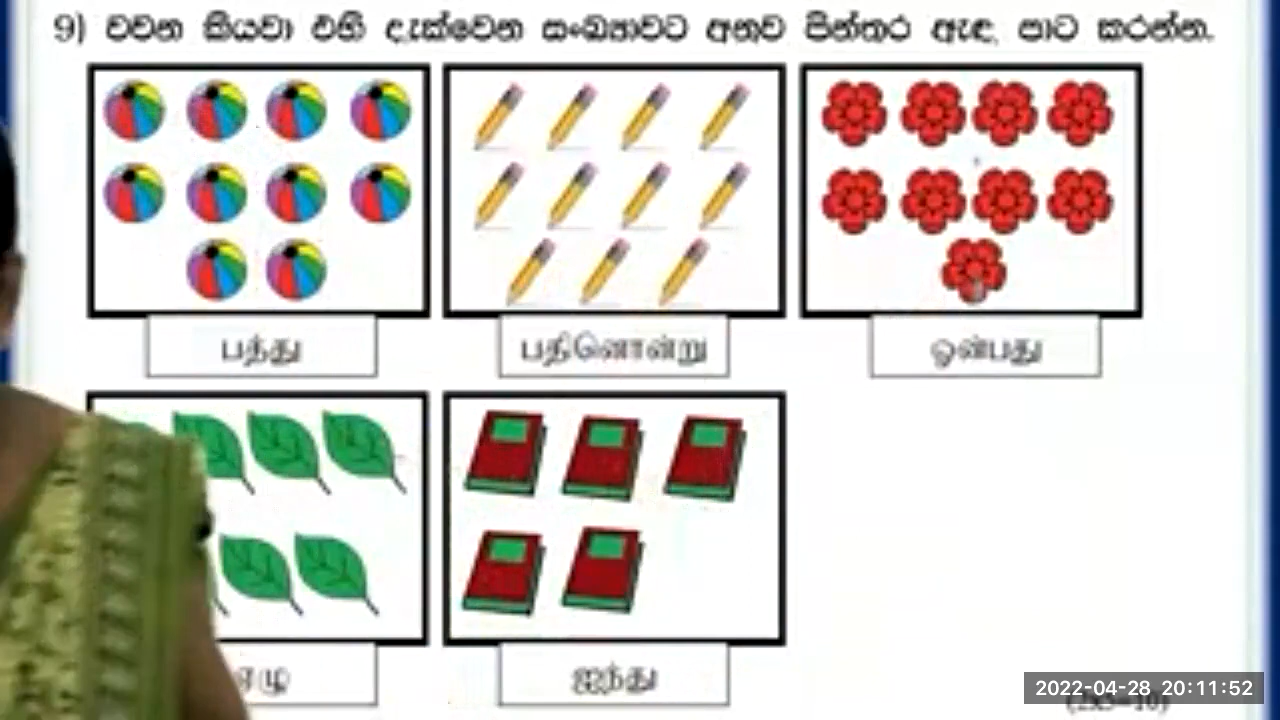 9) වචන කියවා එහි දැක්වෙන සංඛ්‍යාවට අනුව පින්තූර ඇඳ පාට කරන්න.
பத்து பதினொன்று ஒன்பது
ஏழு ஐந்து
2022-04-28 20:11:52